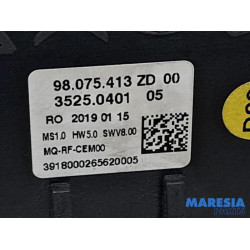 98.075.413 ZD 00
3525.0401 05
RO 2019 01 15
MS1.0 HW5.0 SWV8.00
MQ-RF-CEM00
3918000265620005
MARESIA
PARTS